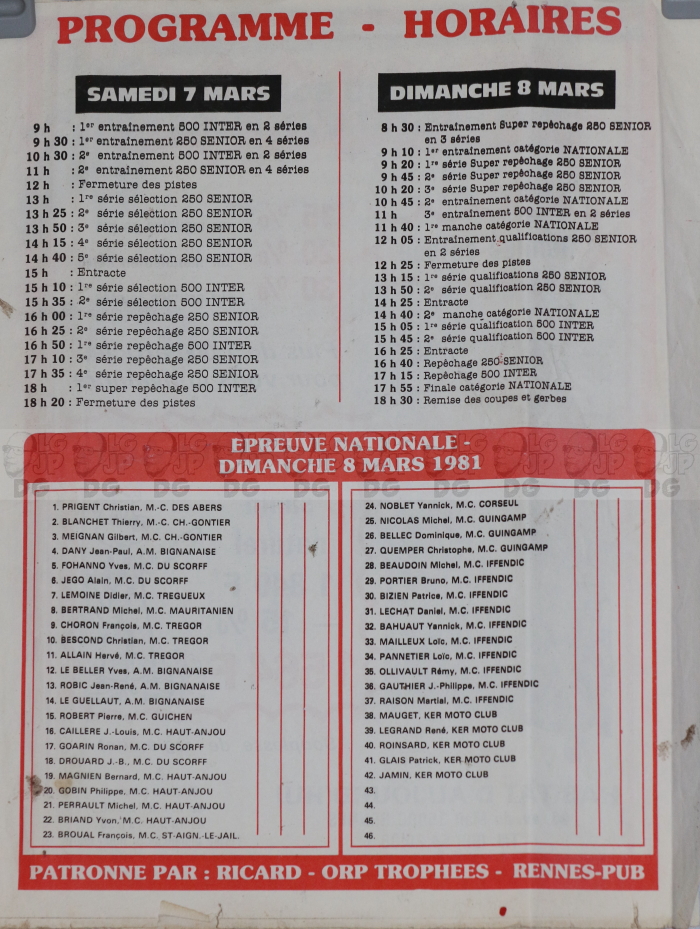 PROGRAMME - HORAIRES
SAMEDI 7 MARS
9 h : 1er entraînement 500 INTER en 2 séries
9 h 30 : 1er entraînement 250 SENIOR en 4 séries
10 h 30 : 2e entraînement 500 INTER en 2 séries
11 h : 2e entraînement 250 SENIOR en 4 séries
12 h : Fermeture des pistes
13 h : 1re série sélection 250 SENIOR
13 h 25 : 2e série sélection 250 SENIOR
13 h 50 : 3e série sélection 250 SENIOR
14 h 15 : 4e série sélection 250 SENIOR
14 h 40 : 5e série sélection 250 SENIOR
15 h : Entracte
15 h 10 : 1re série sélection 500 INTER
15 h 35 : 2e série sélection 500 INTER
16 h 00 : 1re série repêchage 250 SENIOR
16 h 25 : 2e série repêchage 250 SENIOR
16 h 50 : 1re série repêchage 500 INTER
17 h 10 : 3e série repêchage 250 SENIOR
17 h 35 : 4e série repêchage 250 SENIOR
18 h : 1er super repêchage 500 INTER
18 h 20 : Fermeture des pistes
DIMANCHE 8 MARS
8 h 30 : Entraînement Super repêchage 250 SENIOR
en 3 séries
9 h 10 : 1er entraînement catégorie NATIONALE
9 h 20 : 1re série Super repêchage 250 SENIOR
9 h 45 : 2e série Super repêchage 250 SENIOR
10 h 20 : 3e série Super repêchage 250 SENIOR
10 h 45 : 2e entraînement catégorie NATIONALE
11 h 3e entraînement 500 INTER en 2 séries
11 h 40 : 1re manche catégorie NATIONALE
12 h 05 : Entraînement qualifications 250 SENIOR
en 2 séries
12 h 25 : Fermeture des pistes
13 h 15 : 1re série qualifications 250 SENIOR
13 h 50 : 2e série qualification 250 SENIOR
14 h 25 : Entracte
14 h 40 : 2e manche catégorie NATIONALE
15 h 05 : 1re série qualification 500 INTER
15 h 45 : 2e série qualification 500 INTER
16 h 25 : Entracte
16 h 40 : Repêchage 250 SENIOR
17 h 15 : Repêchage 500 INTER
17 h 55 : Finale catégorie NATIONALE
18 h 30 : Remise des coupes et gerbes
EPREUVE NATIONALE -
DIMANCHE 8 MARS 1981
1. PRIGENT Christian, M.-C. DES ABERS
2. BLANCHET Thierry, M.-C. CH.-GONTIER
3. MEIGNAN Gilbert, M.C. CH.-GONTIER
4. DANY Jean-Paul, A.M. BIGNANAISE
5. FOHANNO Yves, M.C. DU SCORFF
6. JEGO Alain, M.C. DU SCORFF
7. LEMOINE Didier, M.C. TREGUEUX
8. BERTRAND Michel, M.C. MAURITANIEN
9. CHORON François, M.C. TREGOR
10. BESCOND Christian, M.C. TREGOR
11. ALLAIN Hervé, M.C. TREGOR
12. LE BELLER Yves, A.M. BIGNANAISE
13. ROBIC Jean-René, A.M. BIGNANAISE
14. LE GUELLAUT, A.M. BIGNANAISE
15. ROBERT Pierre, M.C. GUICHEN
16. CAILLERE J.-Louis, M.C. HAUT-ANJOU
17. GOARIN Ronan, M.C. DU SCORFF
18. DROUARD J.-B., M.C. DU SCORFF
19. MAGNIEN Bernard, M.C. HAUT-ANJOU
20. GOBIN Philippe, M.C. HAUT-ANJOU
21. PERRAULT Michel, M.C. HAUT-ANJOU
22. BRIAND Yvon, M.C. HAUT-ANJOU
23. BROUAL François, M.C. ST-AIGN.-LE-JAIL.
24. NOBLET Yannick, M.C. CORSEUL
25. NICOLAS Michel, M.C. GUINGAMP
26. BELLEC Dominique, M.C. GUINGAMP
27. QUEMPER Christophe, M.C. GUINGAMP
28. BEAUDOIN Michel, M.C. IFFENDIC
29. PORTIER Bruno, M.C. IFFENDIC
30. BIZIEN Patrice, M.C. IFFENDIC
31. LECHAT Daniel, M.C. IFFENDIC
32. BAHUAUT Yannick, M.C. IFFENDIC
33. MAILLEUX Loïc, M.C. IFFENDIC
34. PANNETIER Loïc, M.C. IFFENDIC
35. OLLIVAULT Rémy, M.C. IFFENDIC
36. GAUTHIER J.-Philippe, M.C. IFFENDIC
37. RAISON Martial, M.C. IFFENDIC
38. MAUGET, KER MOTO CLUB
39. LEGRAND René, KER MOTO CLUB
40. ROINSARD, KER MOTO CLUB
41. GLAIS Patrick, KER MOTO CLUB
42. JAMIN, KER MOTO CLUB
43.
44.
45.
46.
PATRONNE PAR : RICARD - ORP TROPHEES - RENNES-PUB